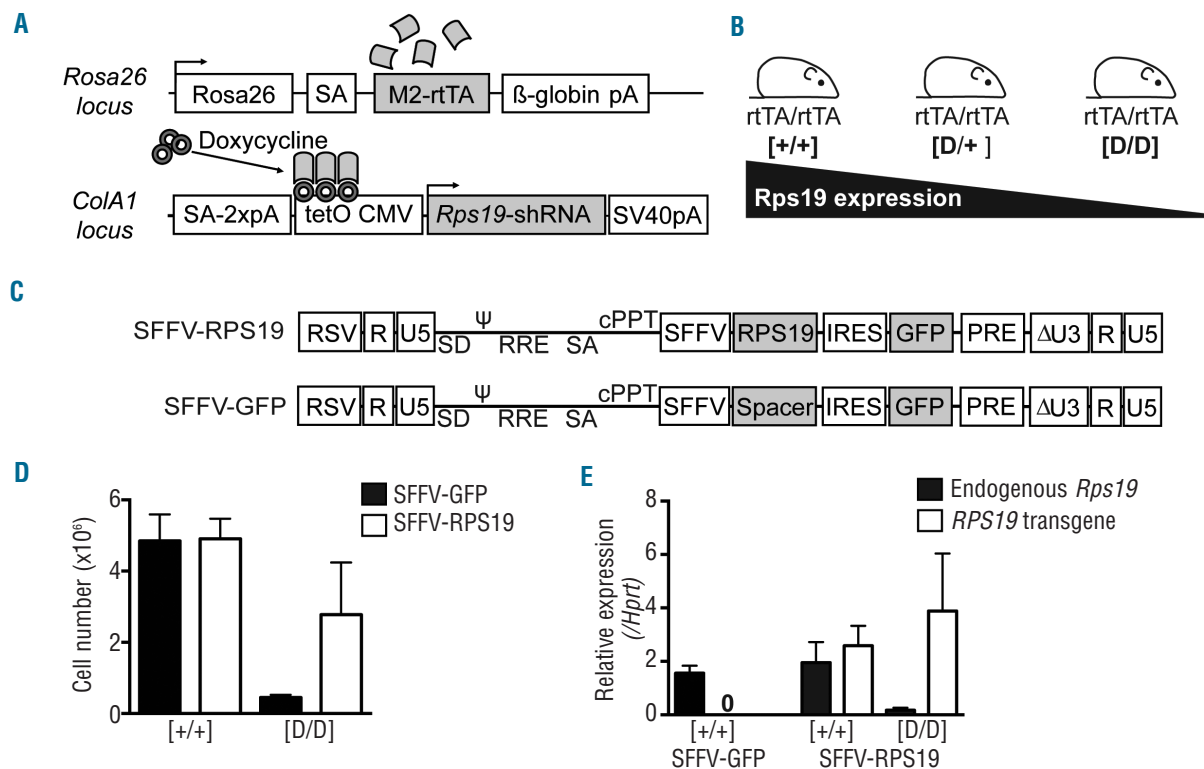 A
Rosa26
locus
Rosa26
SA
M2-rtTA
ß-globin pA
Doxycycline
ColA1
locus
SA-2xpA
tetO CMV
Rps19-shRNA
SV40pA
B
rtTA/rtTA
[+/+]
rtTA/rtTA
[D/+ ]
rtTA/rtTA
[D/D]
Rps19 expression
C
SFFV-RPS19
RSV R U5
SD Ψ RRE SA cPPT
SFFV RPS19 IRES GFP PRE ΔU3 R U5
SFFV-GFP
RSV R U5
SD Ψ RRE SA cPPT
SFFV Spacer IRES GFP PRE ΔU3 R U5
D
Cell number (x10⁶)
6
4
2
0
SFFV-GFP
SFFV-RPS19
[+/+] [D/D]
E
Relative expression
(/Hprt)
8
6
4
2
0
Endogenous Rps19
RPS19 transgene
0
[+/+] [+/+] [D/D]
SFFV-GFP SFFV-RPS19